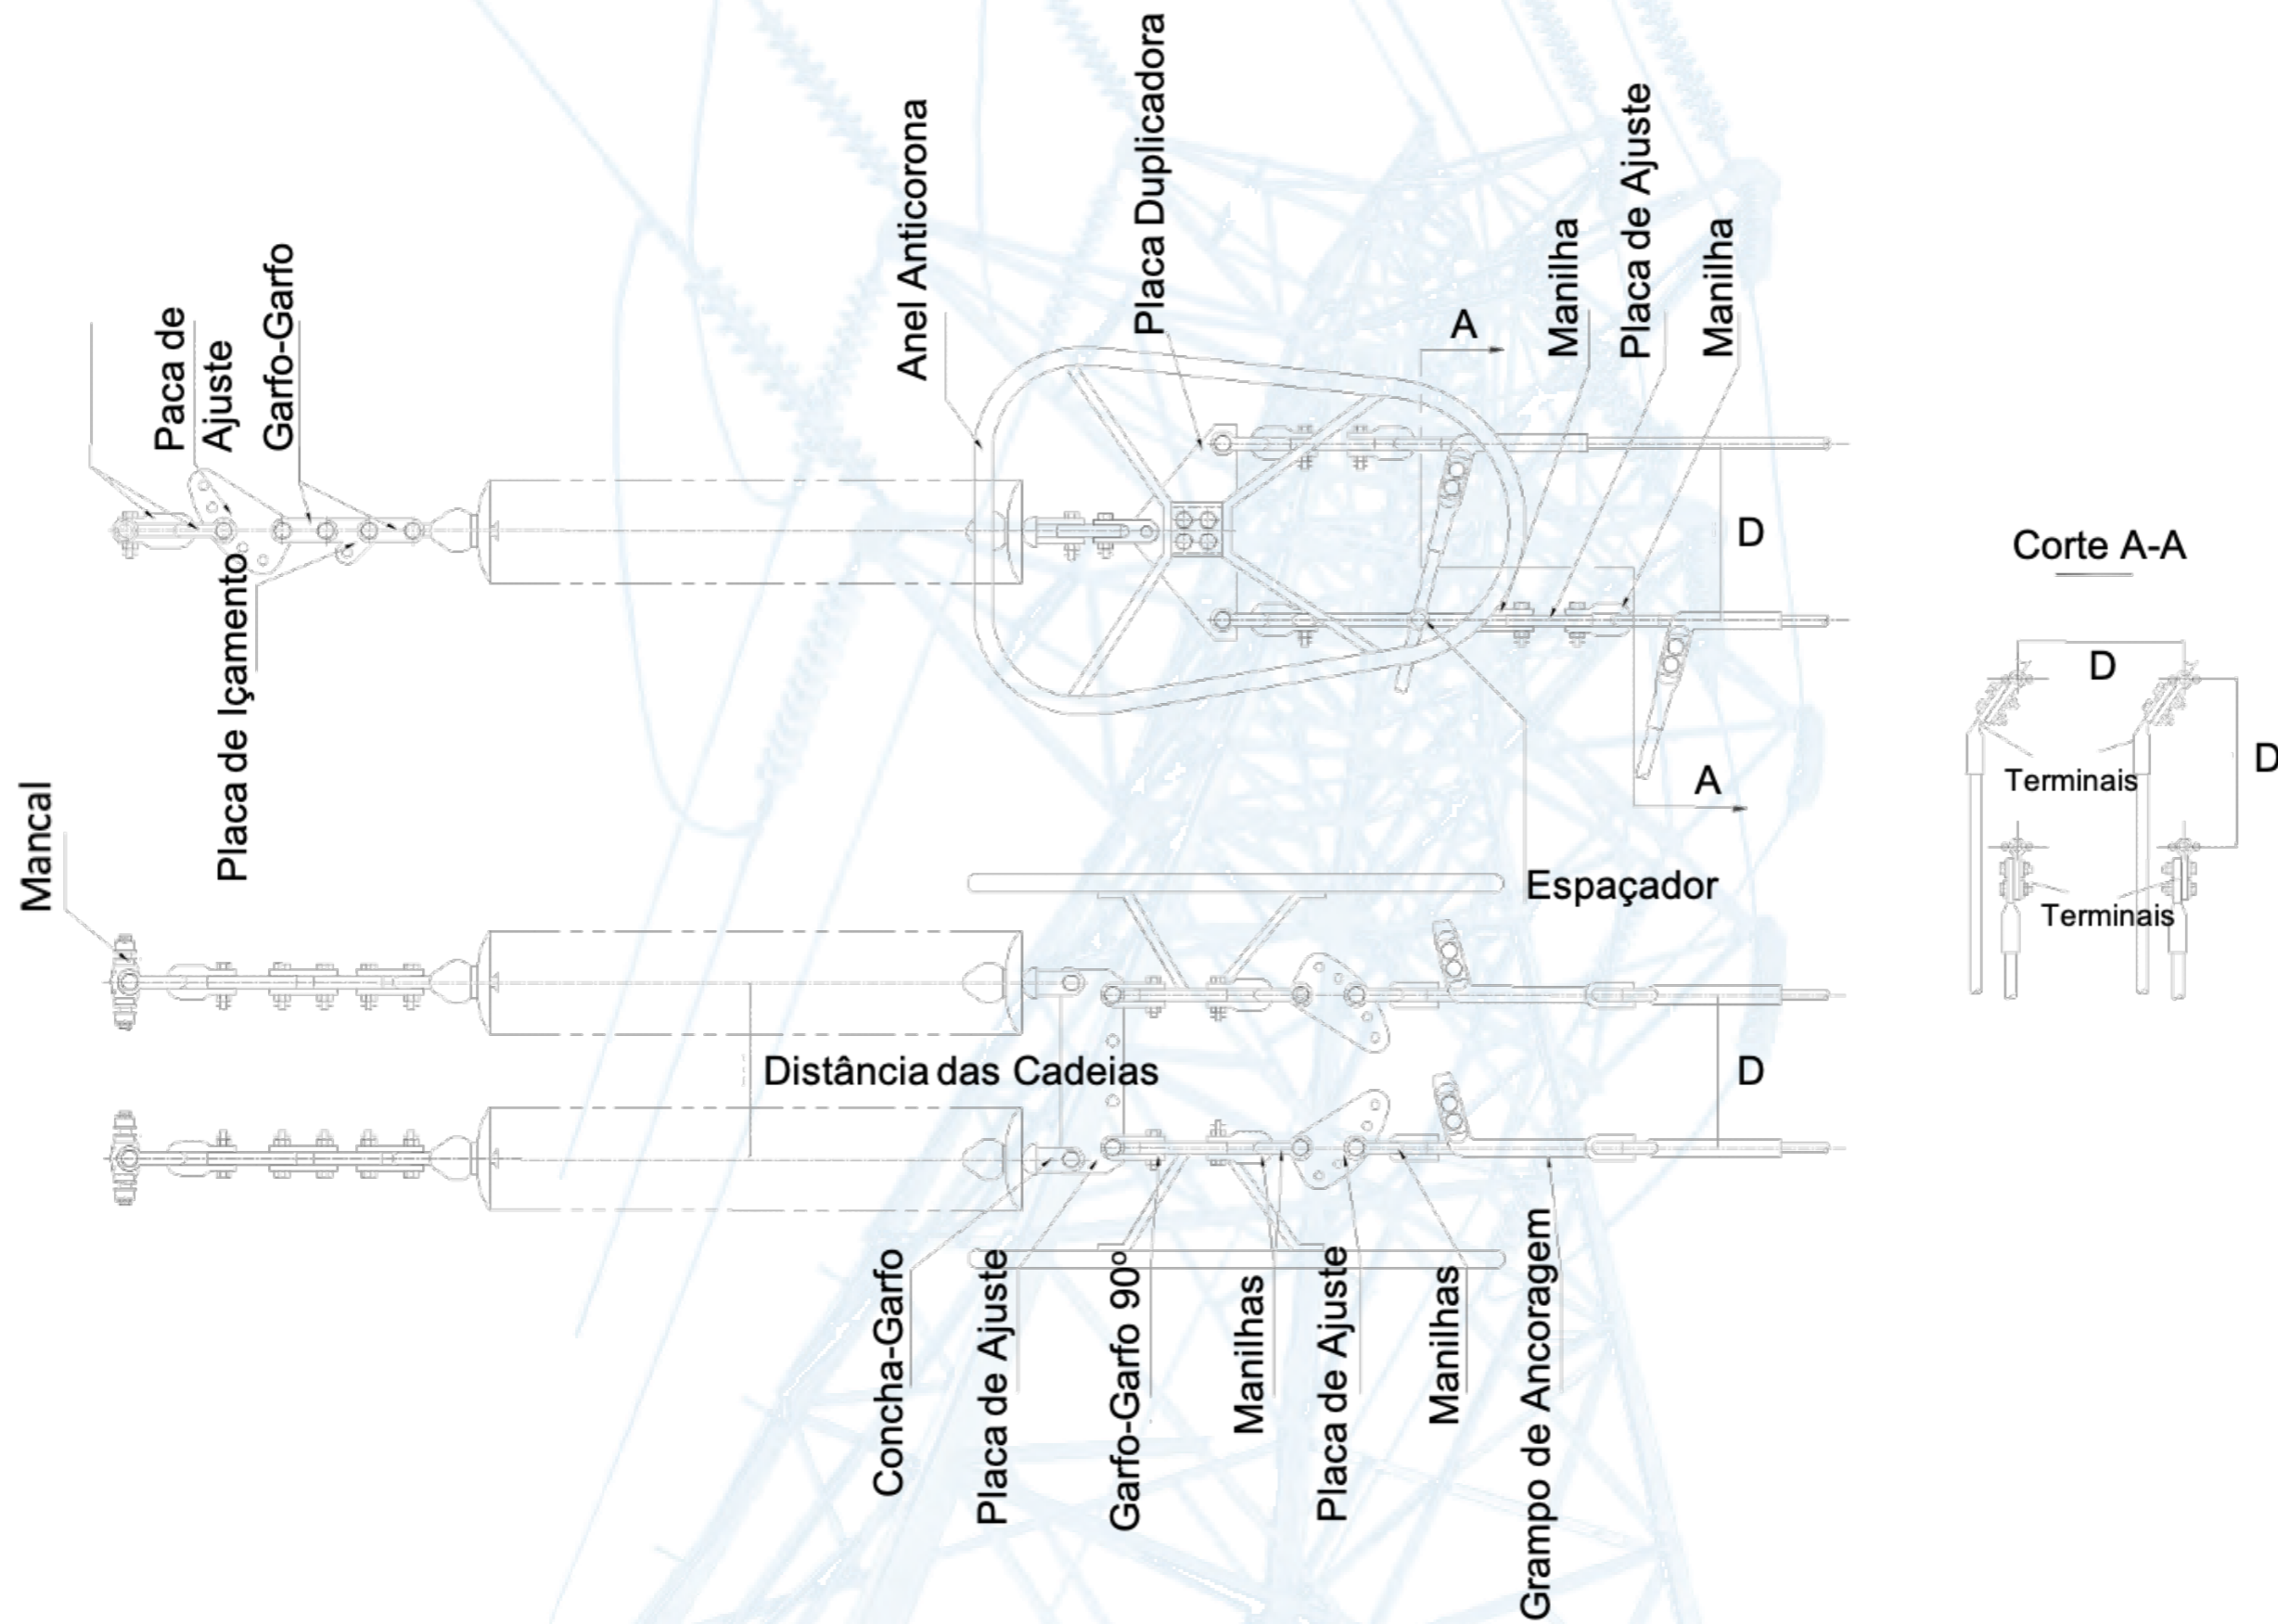 Paca de
Ajuste
Garfo-Garfo
Placa de Içamento
Anel Anticorona
Placa Duplicadora
A
Manilha
Placa de Ajuste
Manilha
D
A
Espaçador
Corte A-A
D
D
Terminais
Terminais
Mancal
Distância das Cadeias
D
Concha-Garfo
Placa de Ajuste
Garfo-Garfo 90º
Manilhas
Placa de Ajuste
Manilhas
Grampo de Ancoragem